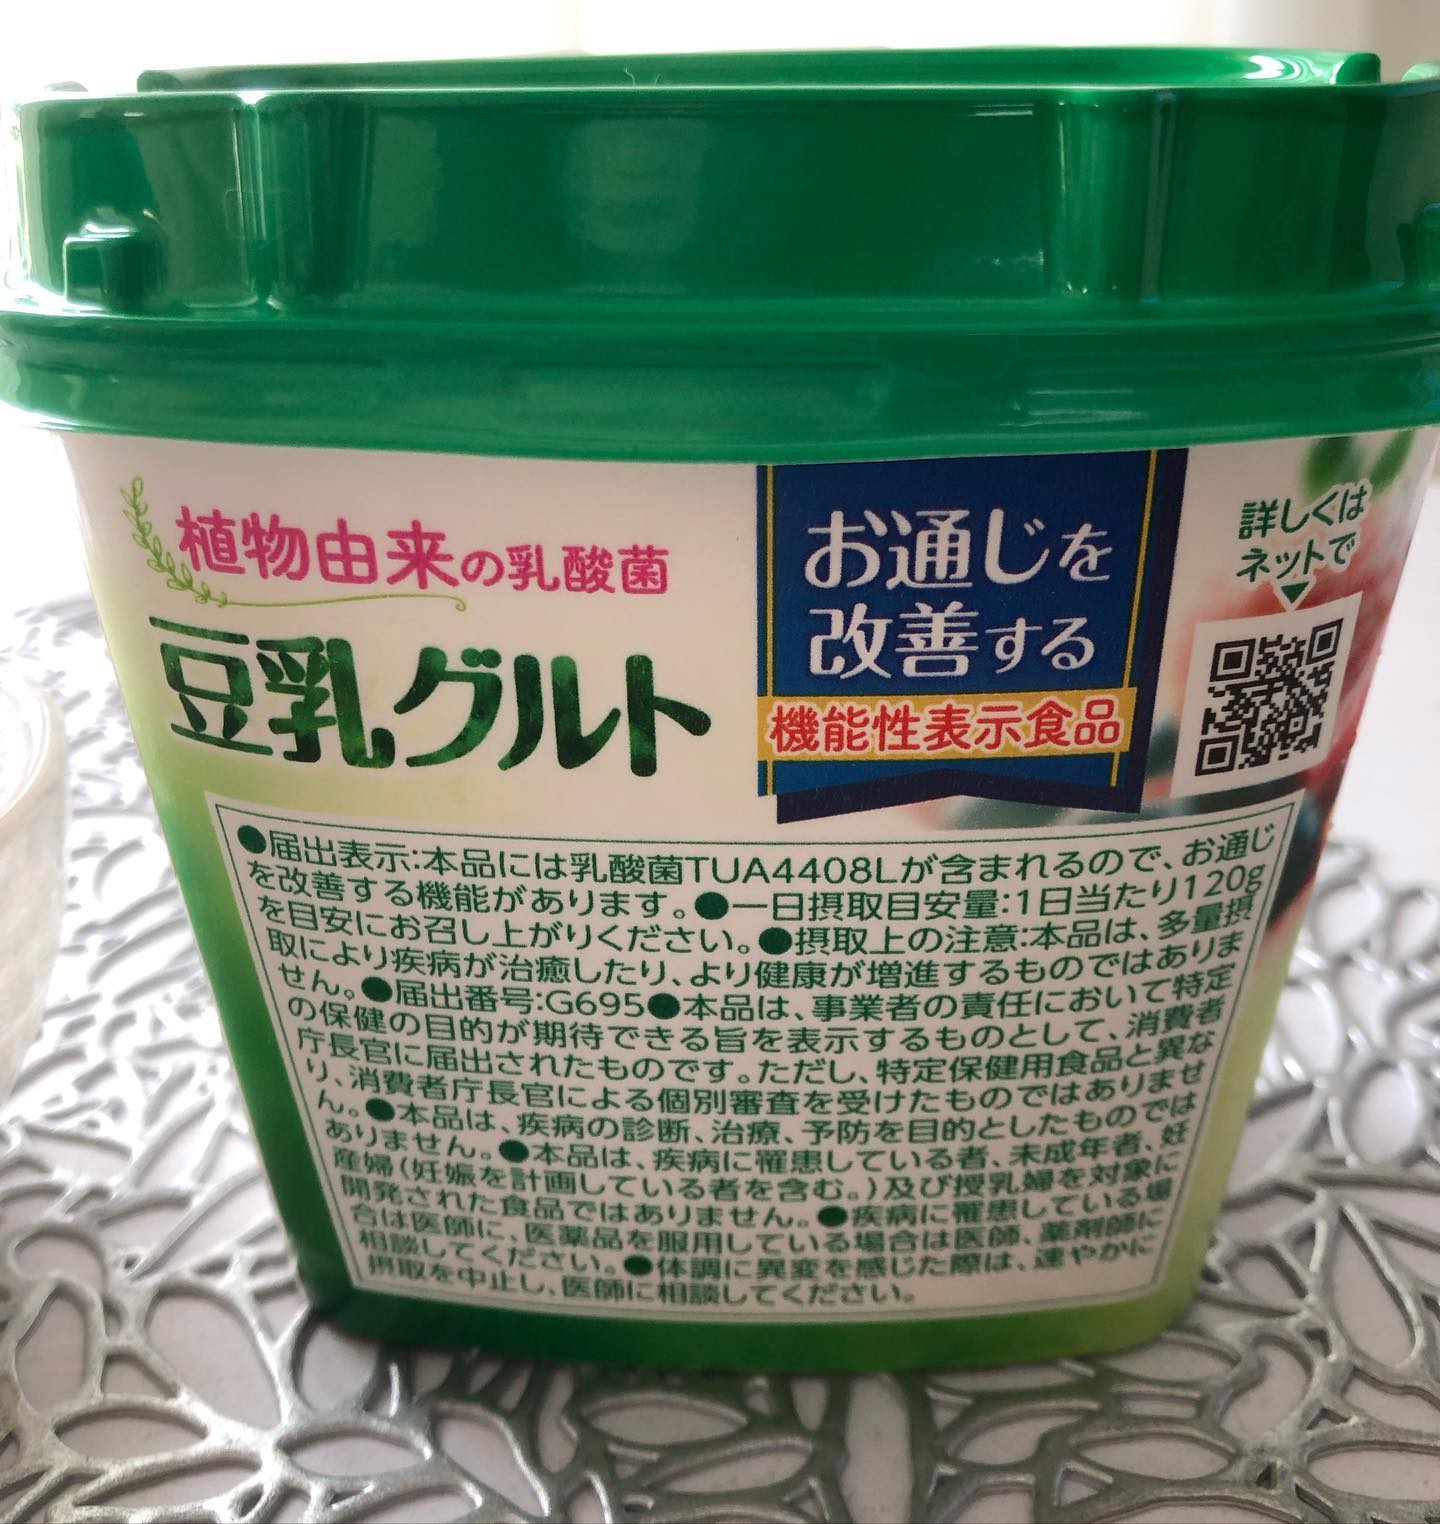 植物由来の乳酸菌
豆乳グルト
お通じを
改善する
機能性表示食品
詳しくは
ネットで
●届出表示:本品には乳酸菌TUA4408Lが含まれるので、お通じ
を改善する機能があります。●一日摂取目安量:1日当たり120g
を目安にお召し上がりください。●摂取上の注意:本品は、多量摂
取により疾病が治癒したり、より健康が増進するものではありま
せん。●届出番号:G695●本品は、事業者の責任において特定
の保健の目的が期待できる旨を表示するものとして、消費者
庁長官に届出されたものです。ただし、特定保健用食品と異な
り、消費者庁長官による個別審査を受けたものではありませ
ん。●本品は、疾病の診断、治療、予防を目的としたものでは
ありません。●本品は、疾病に罹患している者、未成年者、妊
産婦(妊娠を計画している者を含む。)及び授乳婦を対象に
開発された食品ではありません。●疾病に罹患している場
合は医師に、医薬品を服用している場合は医師、薬剤師に
相談してください。●体調に異変を感じた際は、速やかに
摂取を中止し、医師に相談してください。